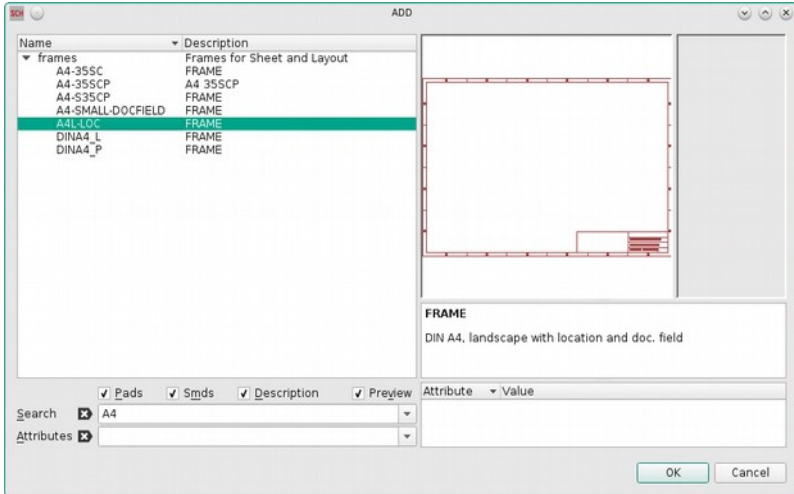 SCH
ADD
Name Description
frames Frames for Sheet and Layout
A4-35SC FRAME
A4-35SCP A4 35SCP
A4-S35CP FRAME
A4-SMALL-DOCFIELD FRAME
A4L-LOC FRAME
DINA4_L FRAME
DINA4_P FRAME
FRAME
DIN A4, landscape with location and doc. field
Pads Smds Description Preview
Search A4
Attributes
Attribute Value
OK Cancel